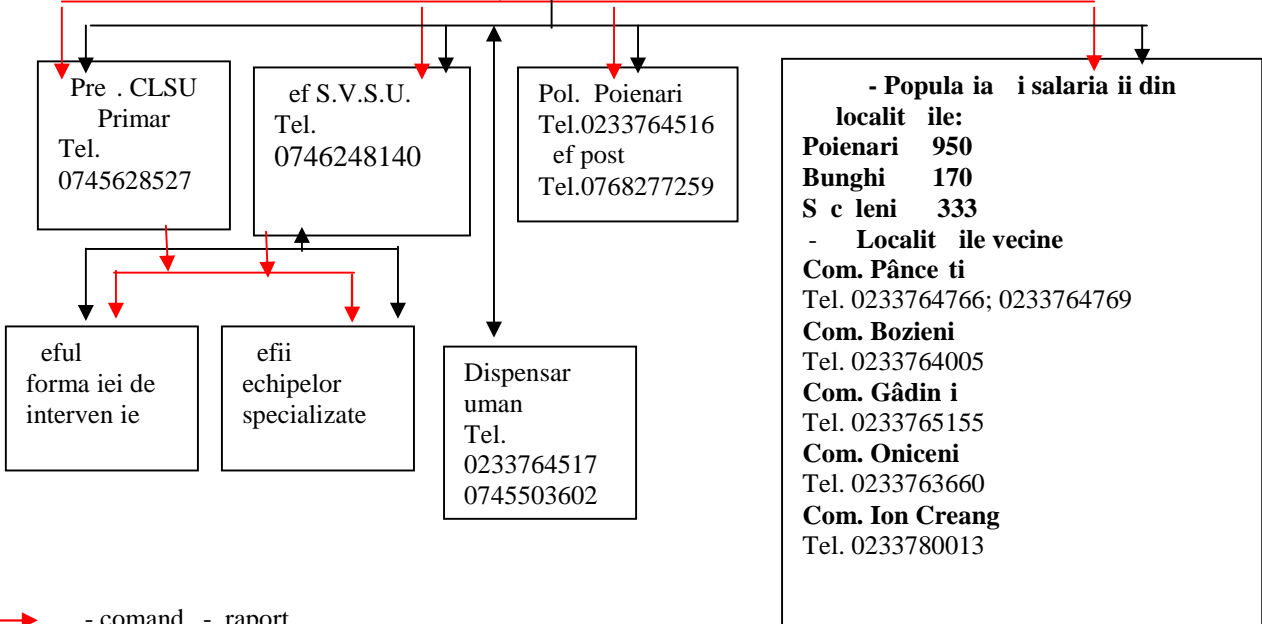 Pre . CLSU
Primar
Tel.
0745628527
ef S.V.S.U.
Tel.
0746248140
Pol. Poienari
Tel.0233764516
ef post
Tel.0768277259
- Popula ia i salaria ii din
localit ile:
Poienari 950
Bunghi 170
S c leni 333
- Localit ile vecine
Com. Pânce ti
Tel. 0233764766; 0233764769
Com. Bozieni
Tel. 0233764005
Com. Gâdin i
Tel. 0233765155
Com. Oniceni
Tel. 0233763660
Com. Ion Creang
Tel. 0233780013
eful
forma iei de
interven ie
efii
echipelor
specializate
Dispensar
uman
Tel.
0233764517
0745503602
- comand - raport